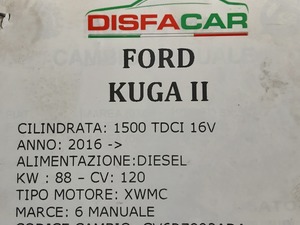 DISFACAR
FORD
KUGA II
CILINDRATA: 1500 TDCI 16V
ANNO: 2016 ->
ALIMENTAZIONE:DIESEL
KW : 88 – CV: 120
TIPO MOTORE: XWMC
MARCE: 6 MANUALE